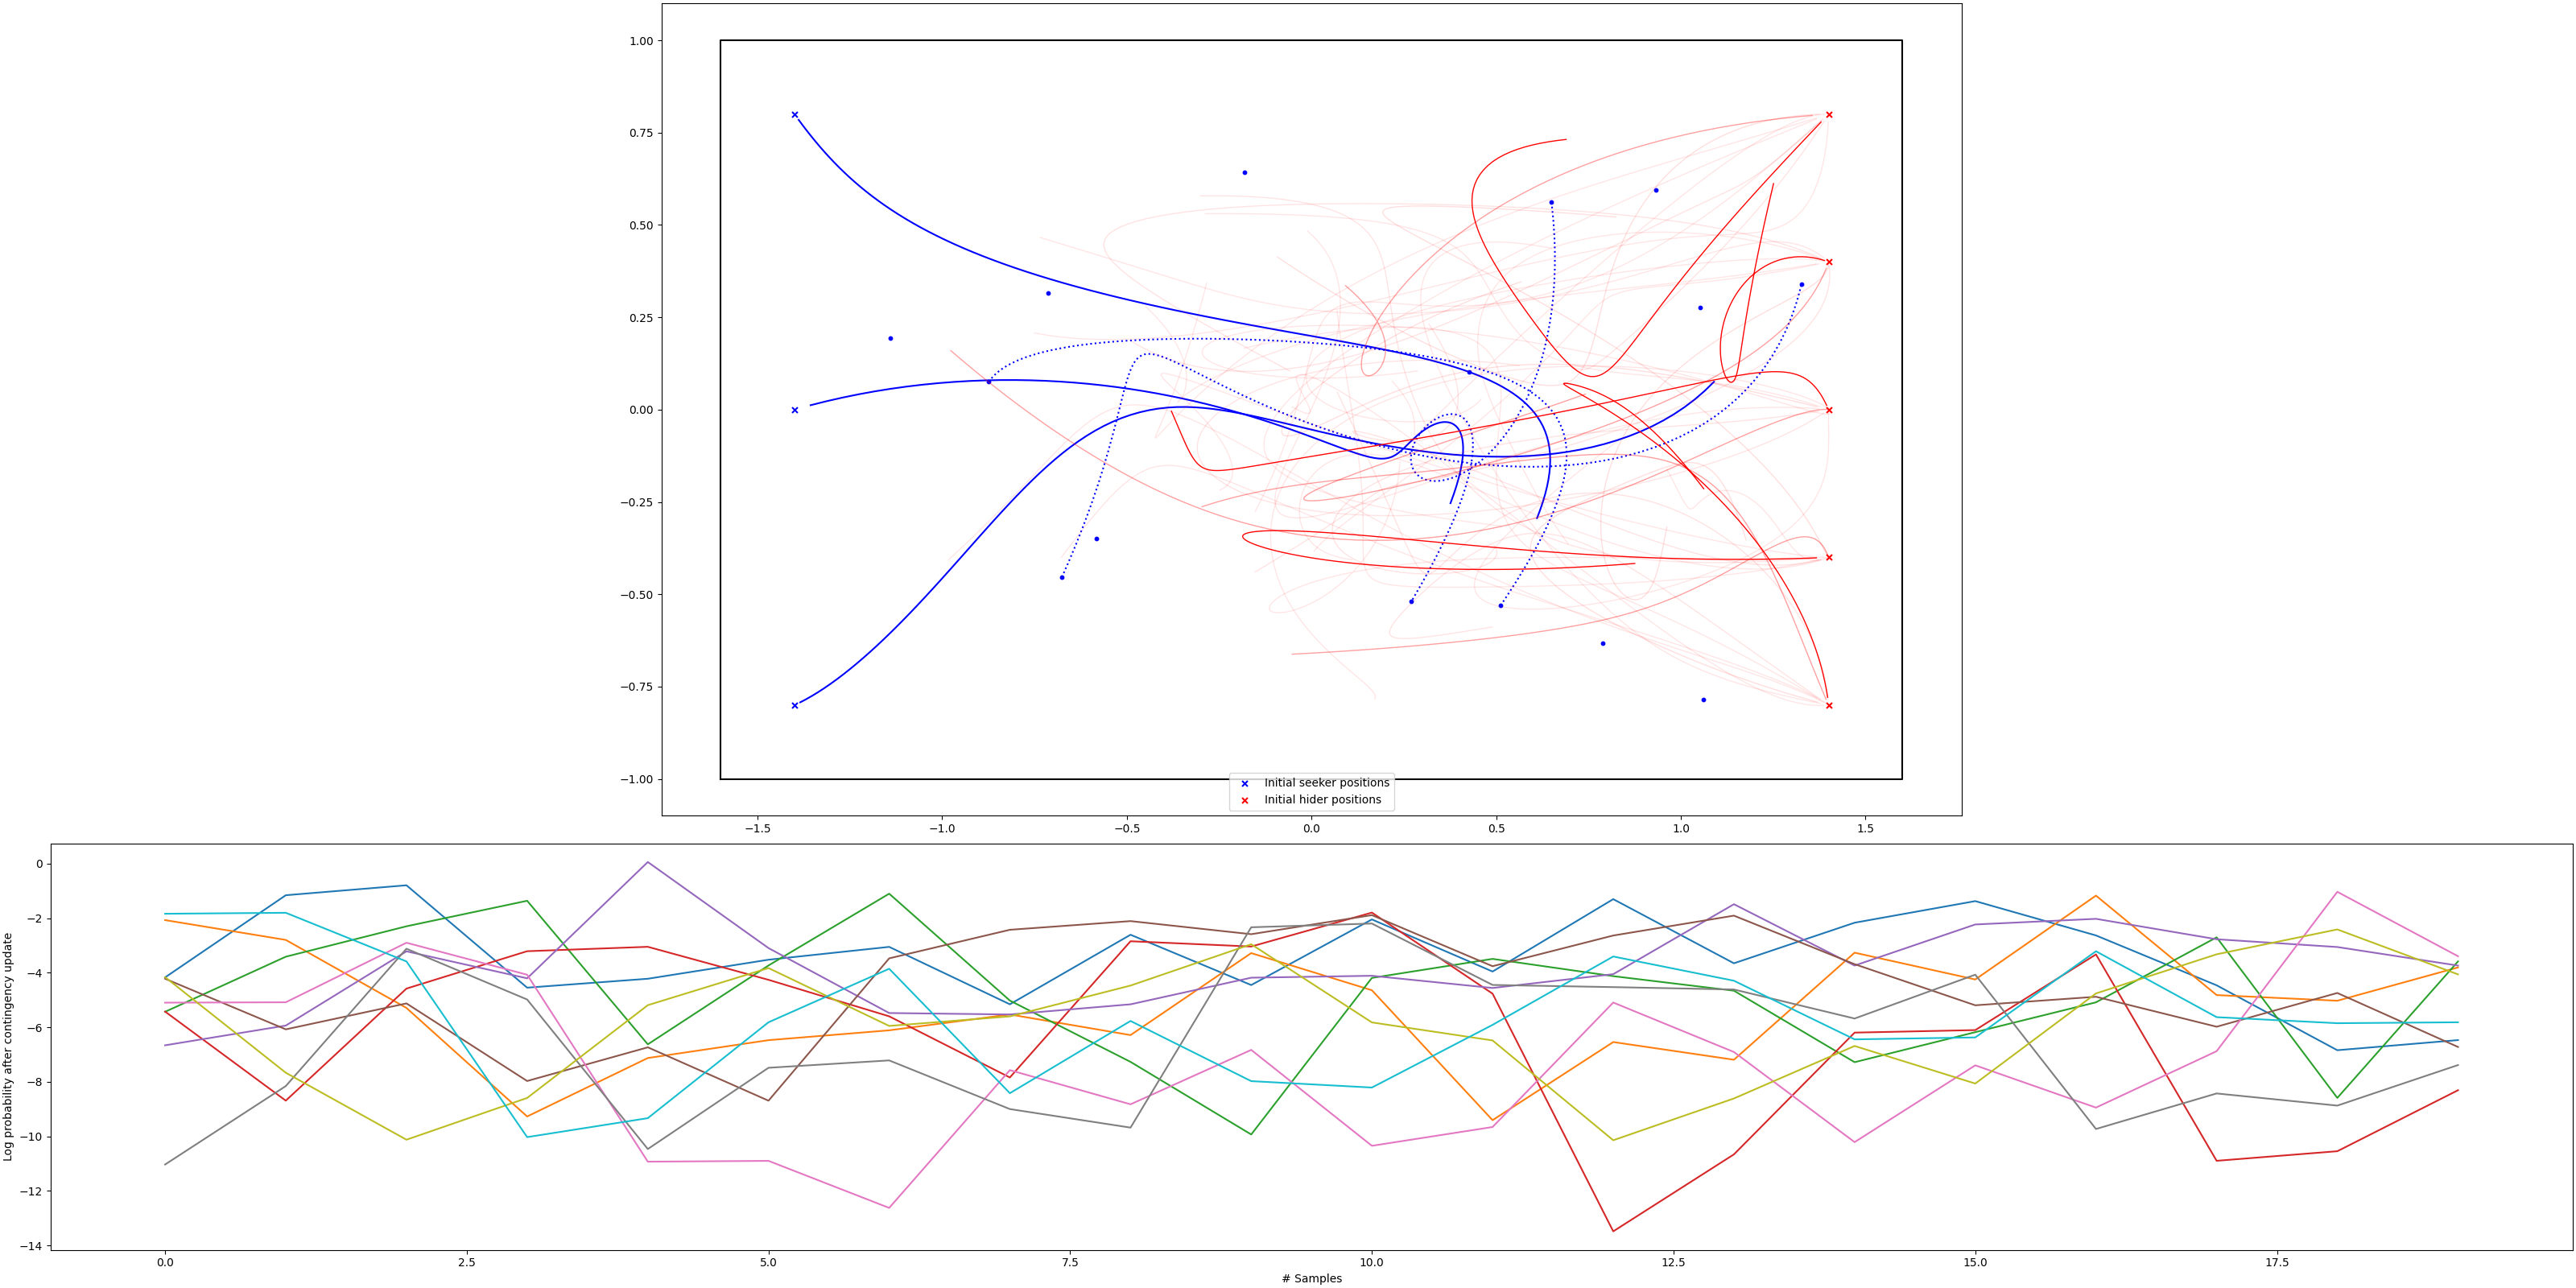 1.00
0.75
0.50
0.25
0.00
−0.25
−0.50
−0.75
−1.00
Initial seeker positions
Initial hider positions
−1.5 −1.0 −0.5 0.0 0.5 1.0 1.5
Log probability after contingency update
0
−2
−4
−6
−8
−10
−12
−14
0.0 2.5 5.0 7.5 10.0 12.5 15.0 17.5
# Samples